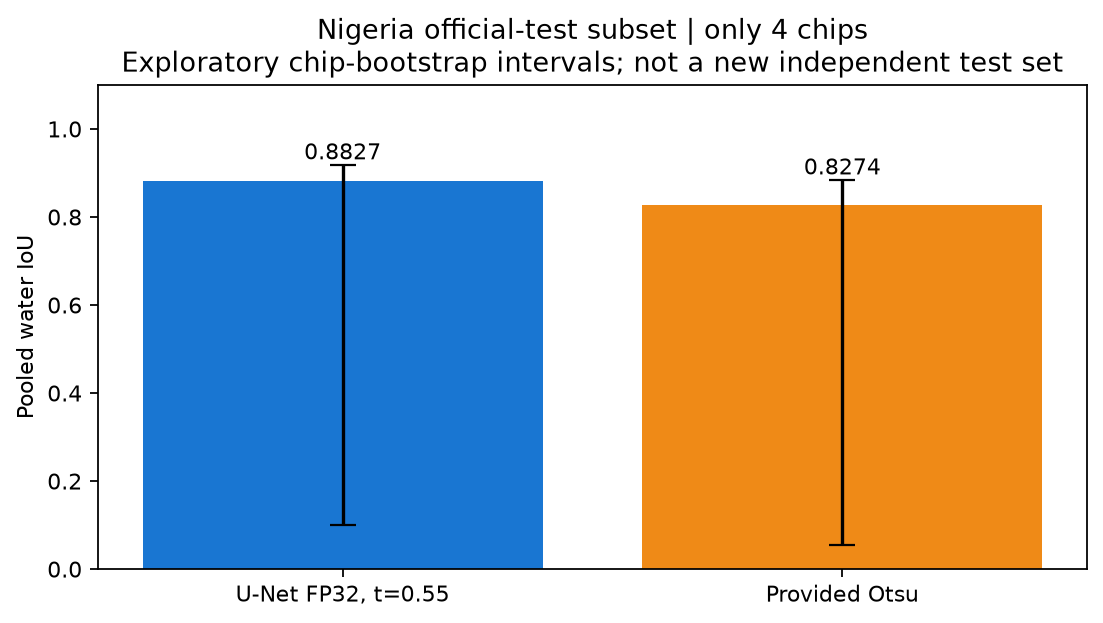 Nigeria official-test subset | only 4 chips
Exploratory chip-bootstrap intervals; not a new independent test set
Pooled water IoU
1.0
0.8
0.6
0.4
0.2
0.0
0.8827
0.8274
U-Net FP32, t=0.55
Provided Otsu